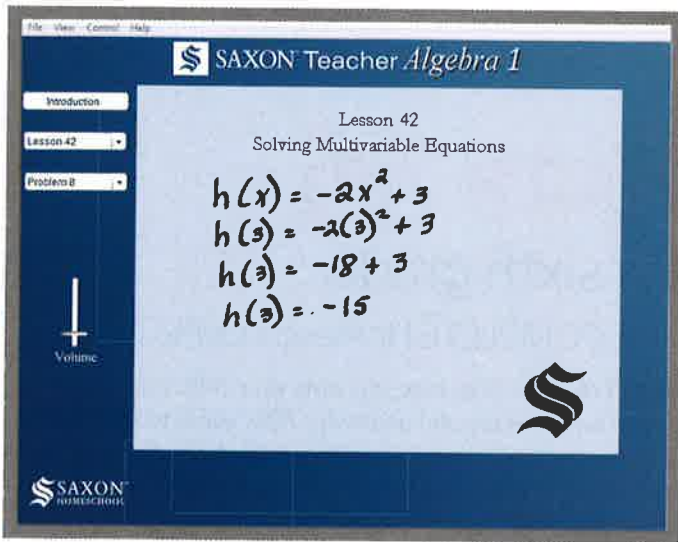 File View Control Help
S SAXON Teacher Algebra 1
Introduction
Lesson 42
Problem 8
Volume
Lesson 42
Solving Multivariable Equations
h(x) = -2x² + 3
h(3) = -2(3)² + 3
h(3) = -18 + 3
h(3) = -15
S
S SAXON
HOMESCHOOL